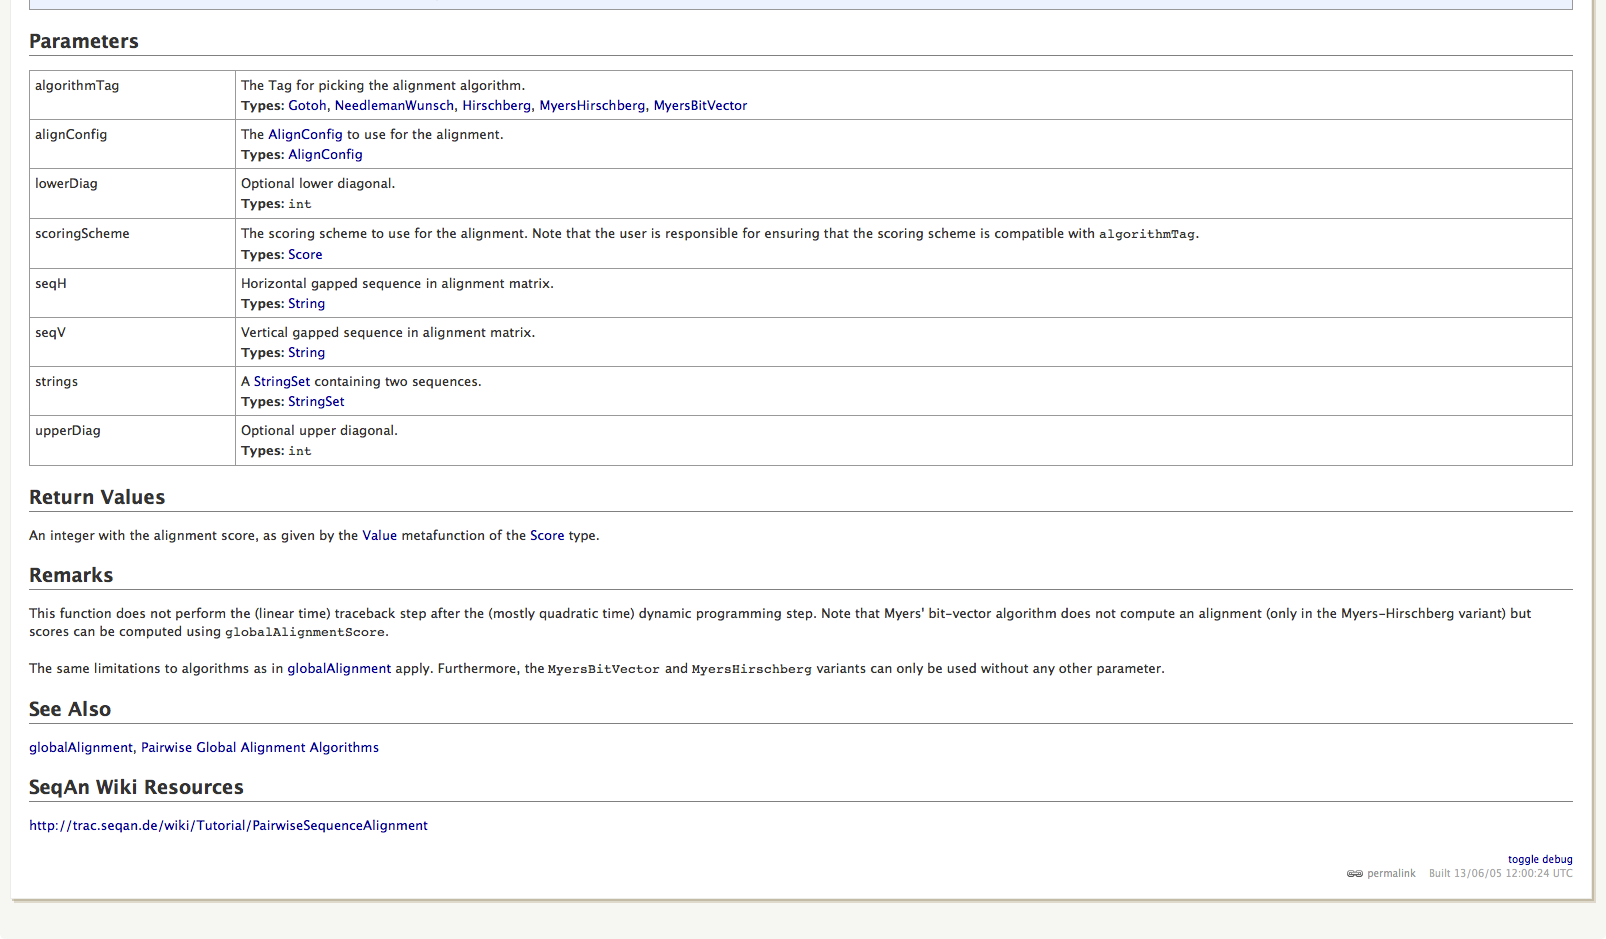 Parameters
algorithmTag
The Tag for picking the alignment algorithm.
Types: Gotoh, NeedlemanWunsch, Hirschberg, MyersHirschberg, MyersBitVector
alignConfig
The AlignConfig to use for the alignment.
Types: AlignConfig
lowerDiag
Optional lower diagonal.
Types: int
scoringScheme
The scoring scheme to use for the alignment. Note that the user is responsible for ensuring that the scoring scheme is compatible with algorithmTag.
Types: Score
seqH
Horizontal gapped sequence in alignment matrix.
Types: String
seqV
Vertical gapped sequence in alignment matrix.
Types: String
strings
A StringSet containing two sequences.
Types: StringSet
upperDiag
Optional upper diagonal.
Types: int
Return Values
An integer with the alignment score, as given by the Value metafunction of the Score type.
Remarks
This function does not perform the (linear time) traceback step after the (mostly quadratic time) dynamic programming step. Note that Myers' bit-vector algorithm does not compute an alignment (only in the Myers-Hirschberg variant) but
scores can be computed using globalAlignmentScore.
The same limitations to algorithms as in globalAlignment apply. Furthermore, the MyersBitVector and MyersHirschberg variants can only be used without any other parameter.
See Also
globalAlignment, Pairwise Global Alignment Algorithms
SeqAn Wiki Resources
http://trac.seqan.de/wiki/Tutorial/PairwiseSequenceAlignment
toggle debug
permalink Built 13/06/05 12:00:24 UTC